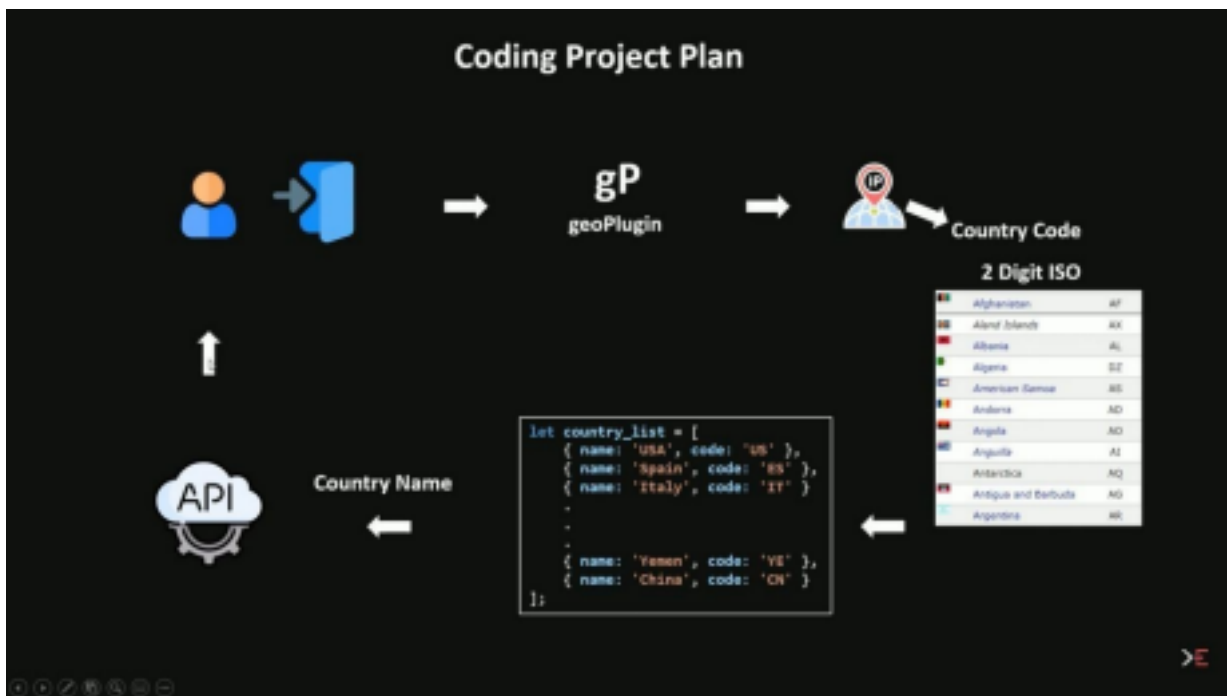 Coding Project Plan
gP
geoPlugin
IP
Country Code
2 Digit ISO
Afghanistan AF
Aland Islands AX
Albania AL
Algeria DZ
American Samoa AS
Andorra AD
Angola AO
Anguilla AI
Antarctica AQ
Antigua and Barbuda AG
Argentina AR
let country_list = [
{ name: 'USA', code: 'US' },
{ name: 'Spain', code: 'ES' },
{ name: 'Italy', code: 'IT' }
.
.
.
{ name: 'Yemen', code: 'YE' },
{ name: 'China', code: 'CN' }
];
Country Name
API